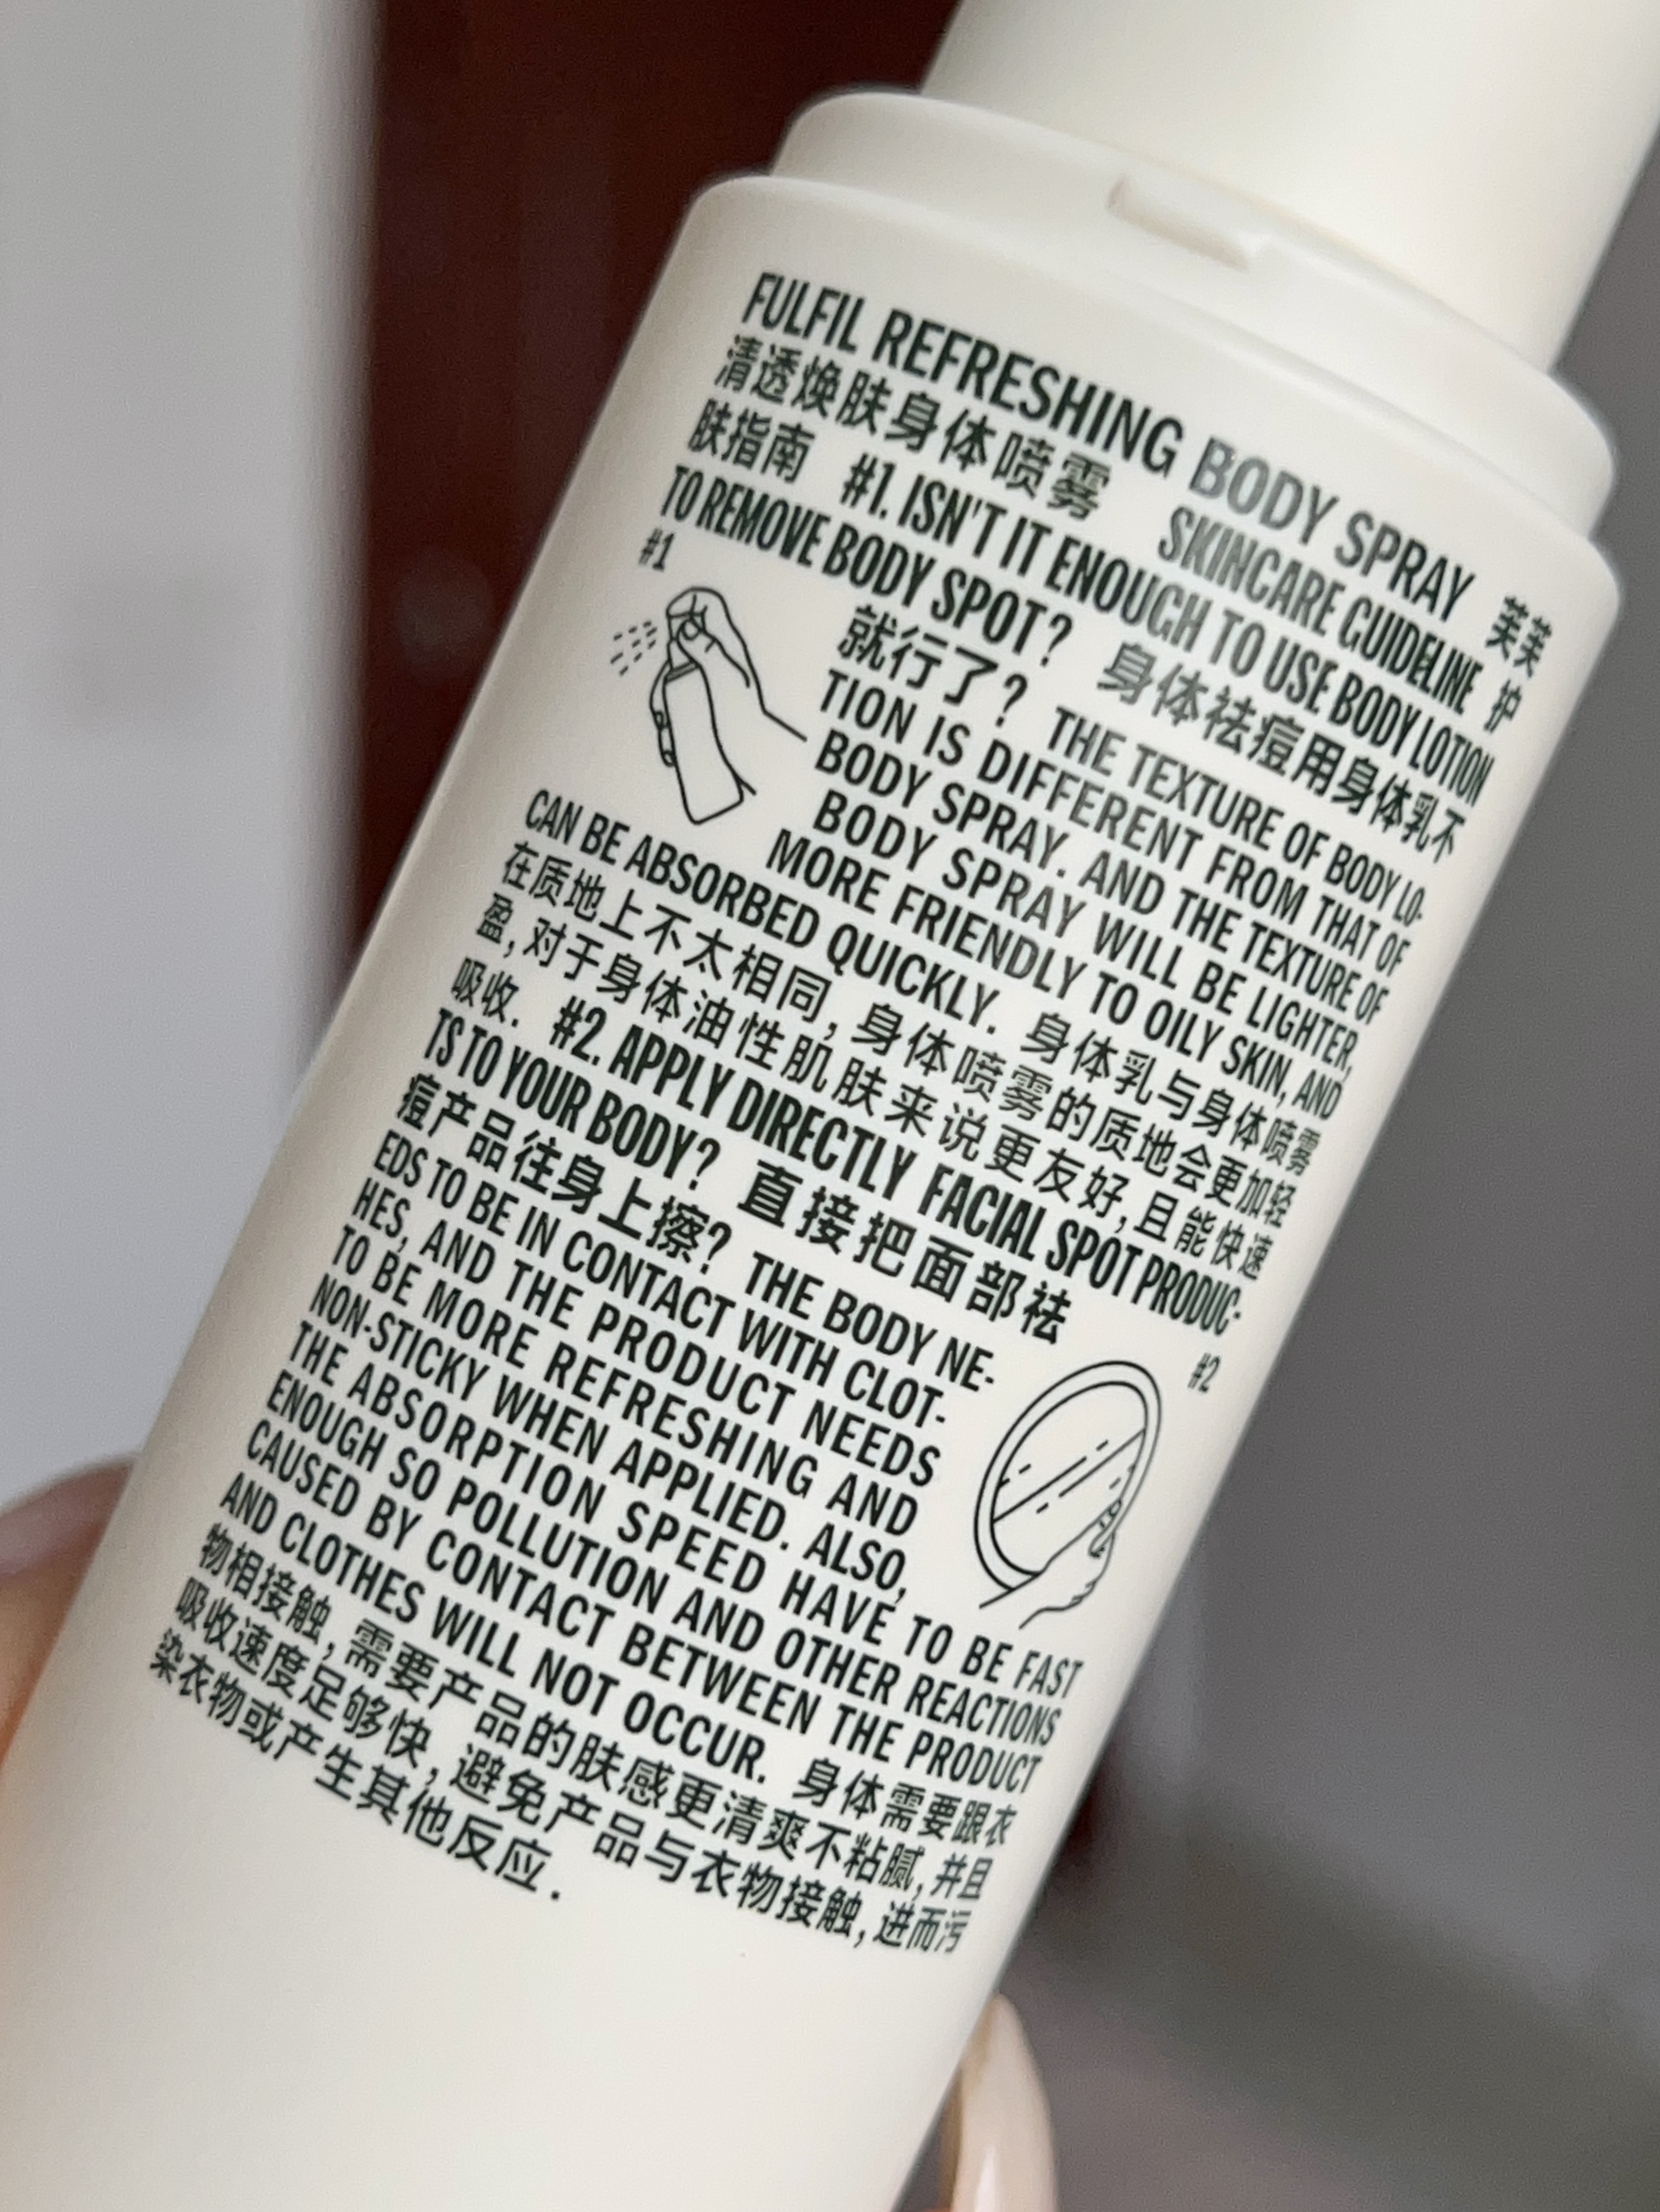 FULFIL REFRESHING BODY SPRAY 芙芙
清透焕肤身体喷雾 SKINCARE GUIDELINE 护
肤指南 #1. ISN'T IT ENOUGH TO USE BODY LOTION
TO REMOVE BODY SPOT? 身体祛痘用身体乳不
#1
就行了? THE TEXTURE OF BODY LO-
TION IS DIFFERENT FROM THAT OF
BODY SPRAY. AND THE TEXTURE OF
BODY SPRAY WILL BE LIGHTER,
MORE FRIENDLY TO OILY SKIN, AND
CAN BE ABSORBED QUICKLY. 身体乳与身体喷雾
在质地上不太相同, 身体喷雾的质地会更加轻
盈, 对于身体油性肌肤来说更友好, 且能快速
吸收. #2. APPLY DIRECTLY FACIAL SPOT PRODUC-
TS TO YOUR BODY? 直接把面部祛
#2
痘产品往身上擦? THE BODY NE-
EDS TO BE IN CONTACT WITH CLOT-
HES, AND THE PRODUCT NEEDS
TO BE MORE REFRESHING AND
NON-STICKY WHEN APPLIED. ALSO,
THE ABSORPTION SPEED HAVE TO BE FAST
ENOUGH SO POLLUTION AND OTHER REACTIONS
CAUSED BY CONTACT BETWEEN THE PRODUCT
AND CLOTHES WILL NOT OCCUR. 身体需要跟衣
物相接触, 需要产品的肤感更清爽不粘腻, 并且
吸收速度足够快, 避免产品与衣物接触, 进而污
染衣物或产生其他反应.